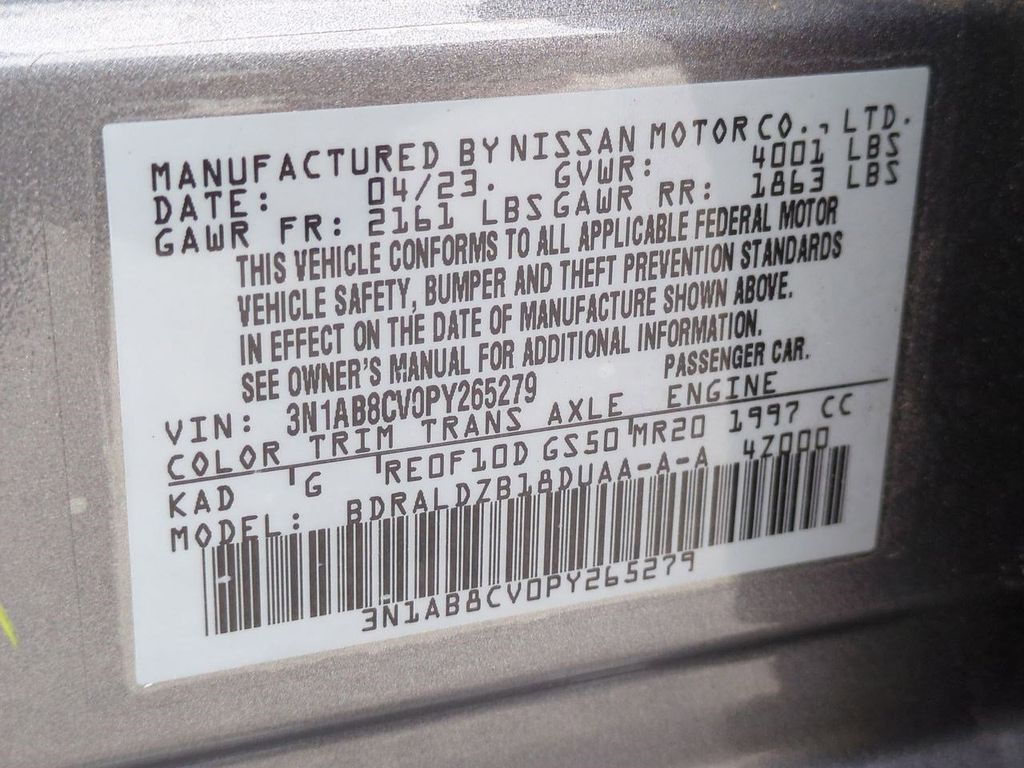 MANUFACTURED BY NISSAN MOTOR CO., LTD.
DATE: 04/23. GVWR: 4001 LBS
GAWR FR: 2161 LBS GAWR RR: 1863 LBS
THIS VEHICLE CONFORMS TO ALL APPLICABLE FEDERAL MOTOR
VEHICLE SAFETY, BUMPER AND THEFT PREVENTION STANDARDS
IN EFFECT ON THE DATE OF MANUFACTURE SHOWN ABOVE.
SEE OWNER'S MANUAL FOR ADDITIONAL INFORMATION.
VIN: 3N1AB8CV0PY265279 PASSENGER CAR.
COLOR TRIM TRANS AXLE ENGINE
KAD G RE0F10D GS50 MR20 1997 CC
MODEL: BDRALDZB18DUAA-A-A 4Z000
3N1AB8CV0PY265279